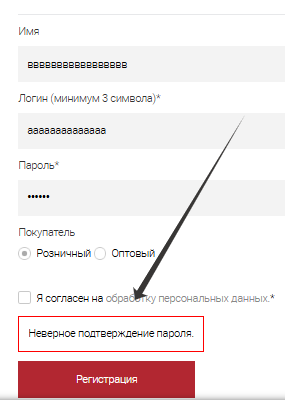 Имя
вввввввввввввввввв
Логин (минимум 3 символа)*
аааааааааааааа
Пароль*
••••••
Покупатель
Розничный Оптовый
Я согласен на обработку персональных данных.*
Неверное подтверждение пароля.
Регистрация